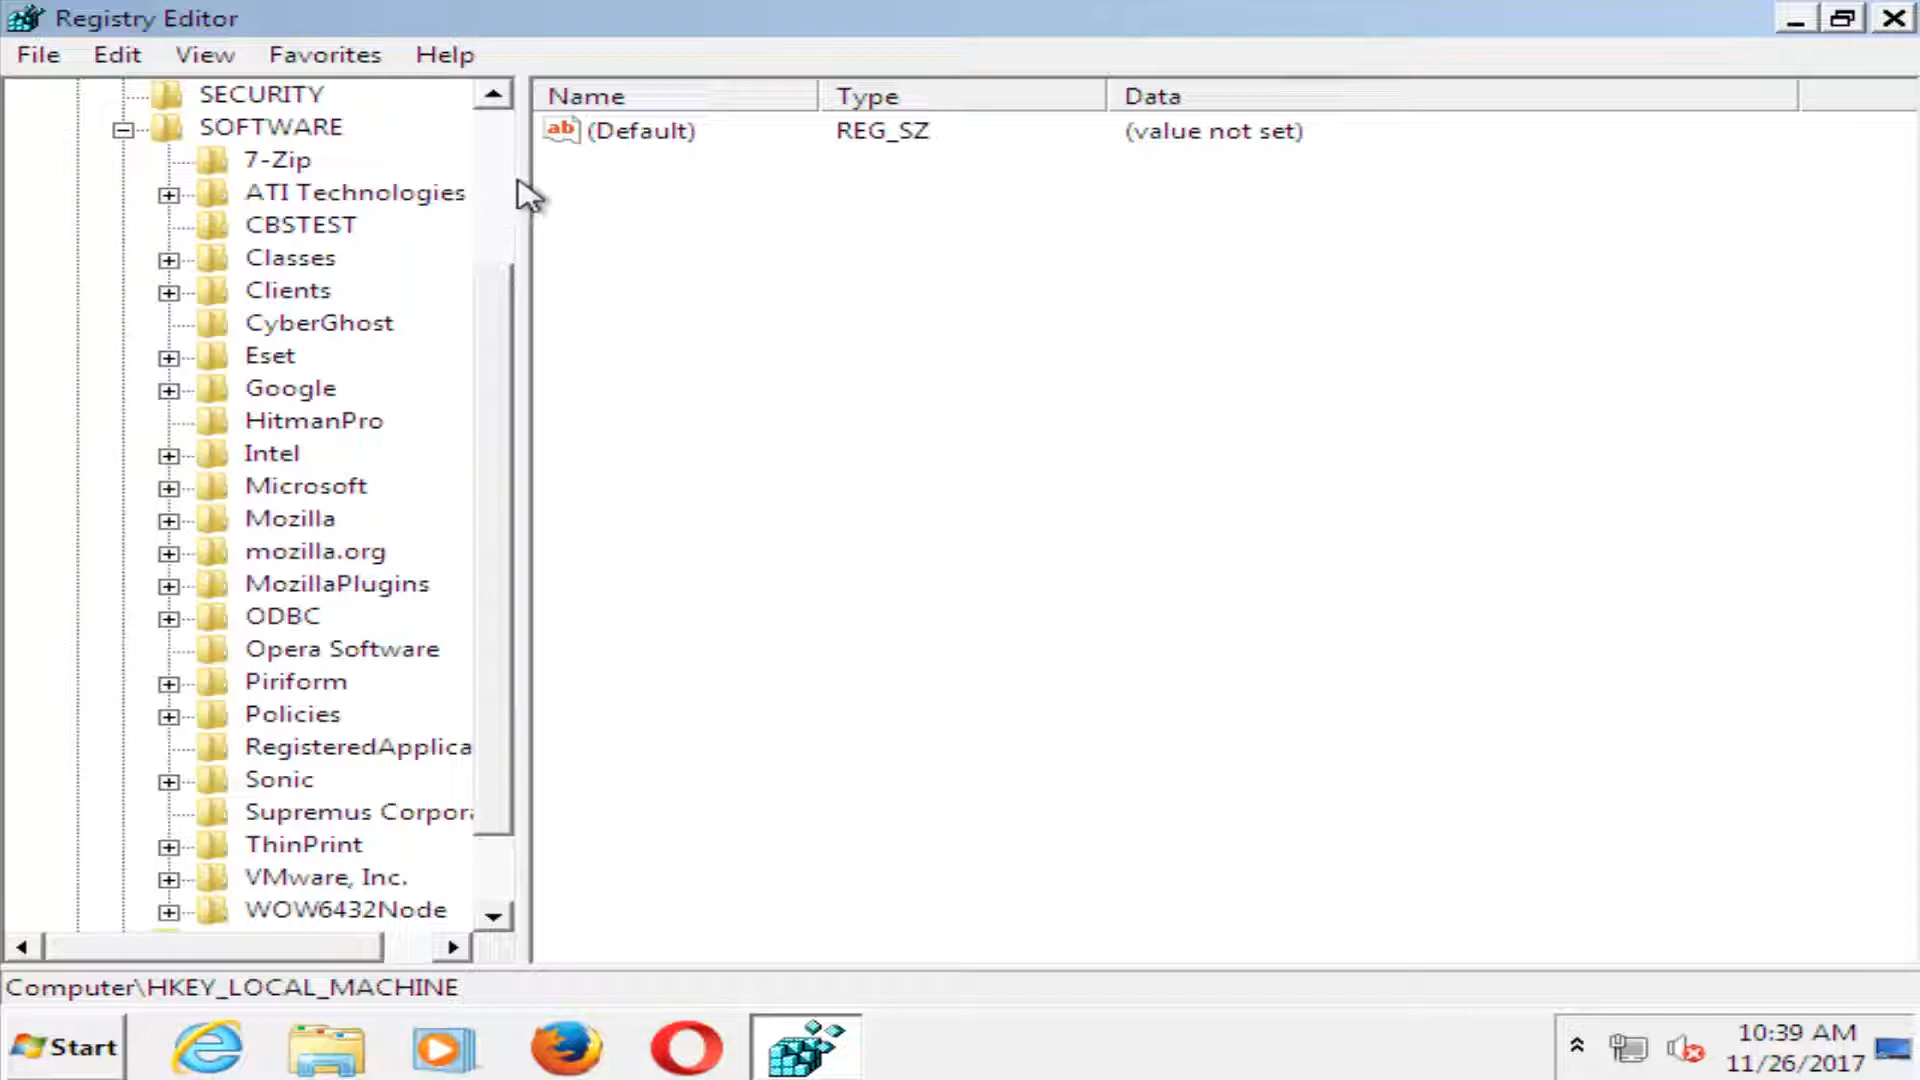 Registry Editor
File Edit View Favorites Help
SECURITY
SOFTWARE
7-Zip
ATI Technologies
CBSTEST
Classes
Clients
CyberGhost
Eset
Google
HitmanPro
Intel
Microsoft
Mozilla
mozilla.org
MozillaPlugins
ODBC
Opera Software
Piriform
Policies
RegisteredApplica
Sonic
Supremus Corpor
ThinPrint
VMware, Inc.
WOW6432Node
Name Type Data
ab (Default) REG_SZ (value not set)
Computer\HKEY_LOCAL_MACHINE
Start
10:39 AM
11/26/2017